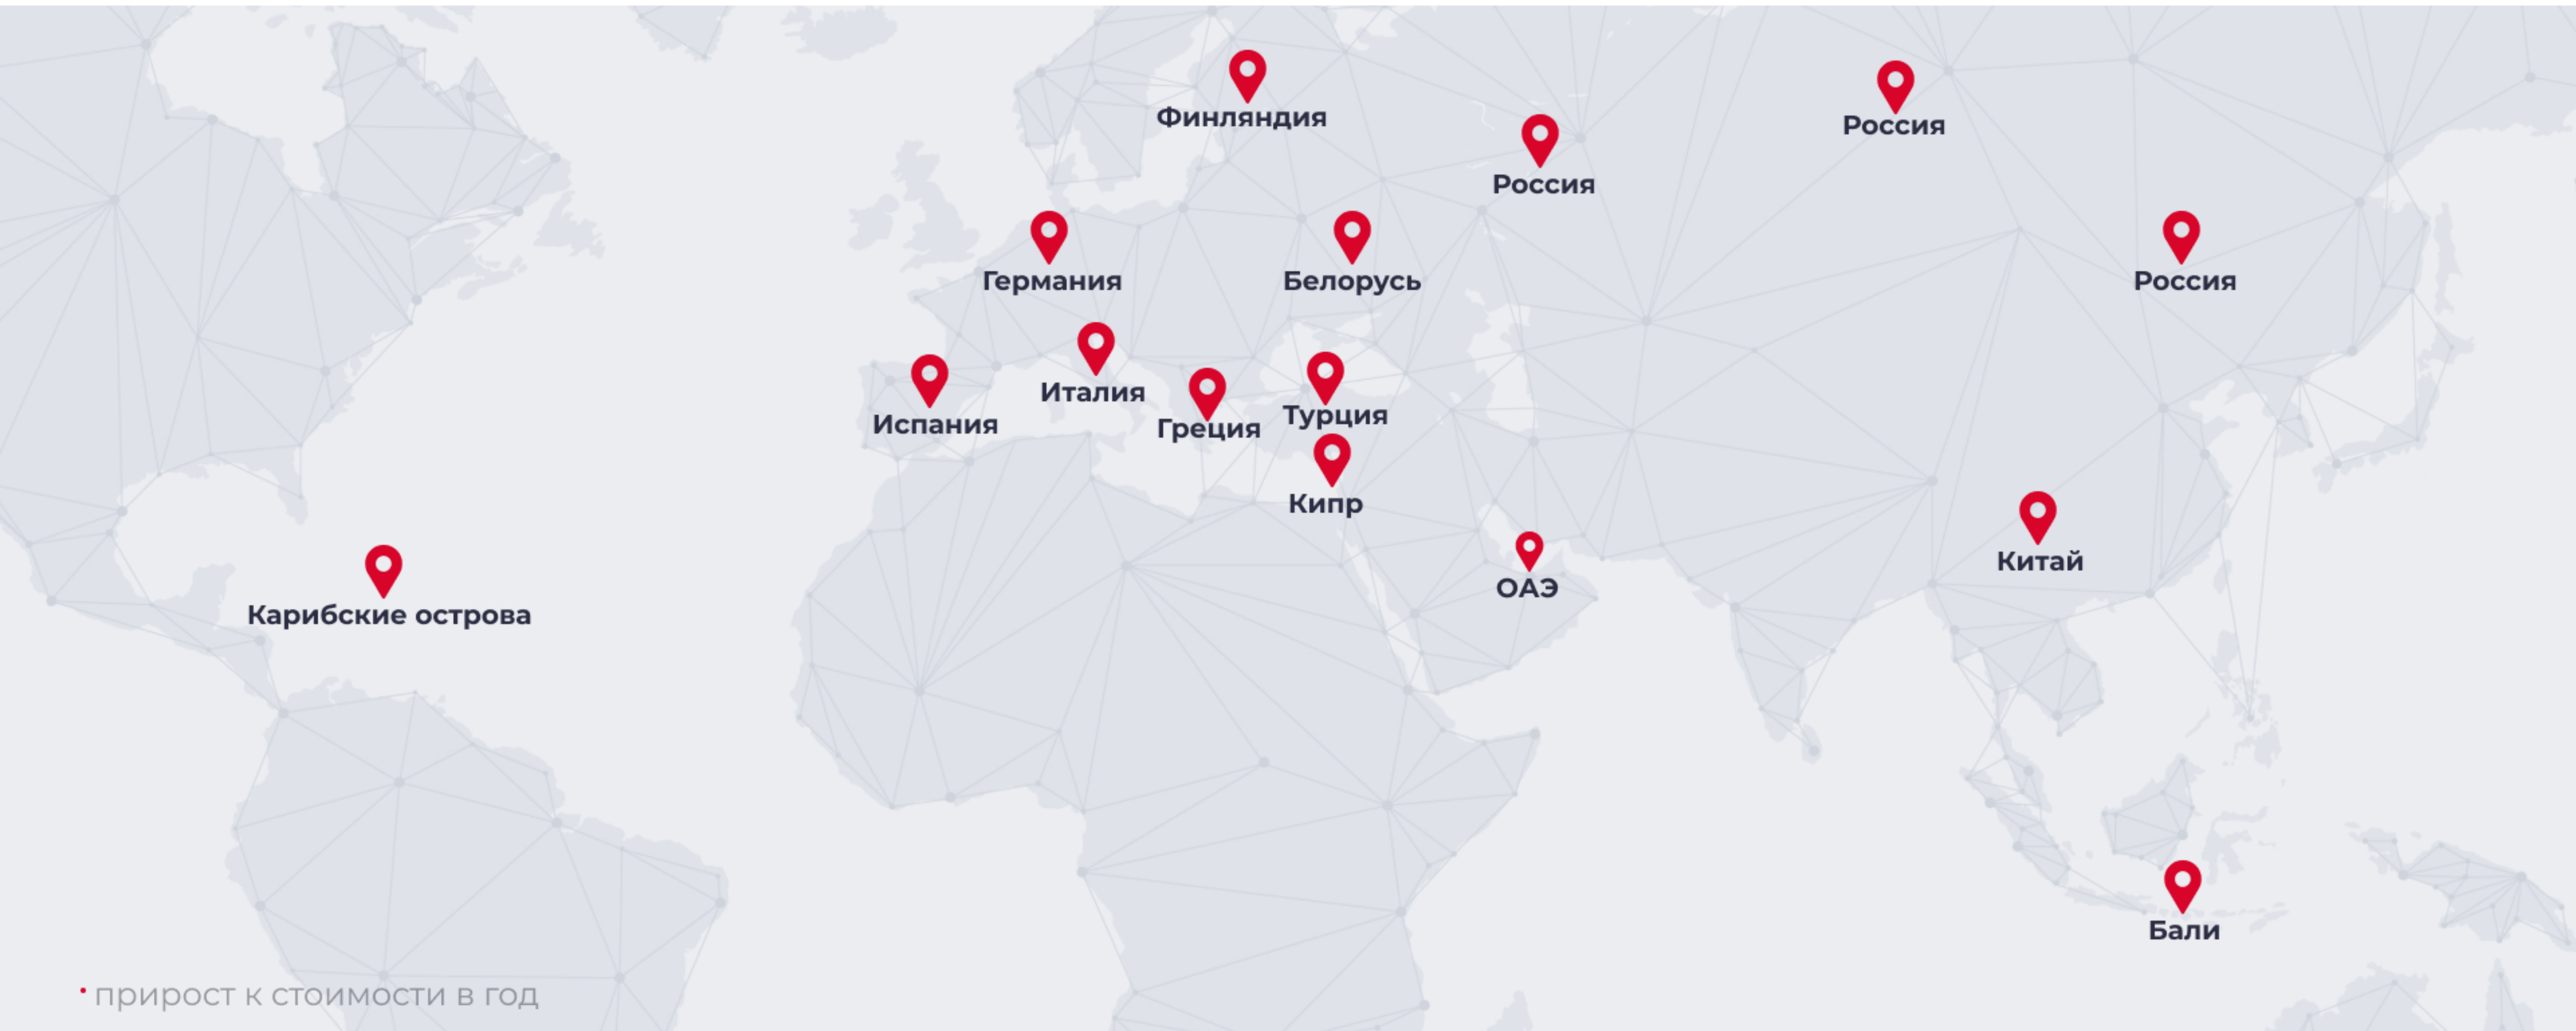 Финляндия
Россия
Россия
Германия
Белорусь
Россия
Италия
Испания
Греция
Турция
Кипр
Китай
ОАЭ
Карибские острова
Бали
• прирост к стоимости в год